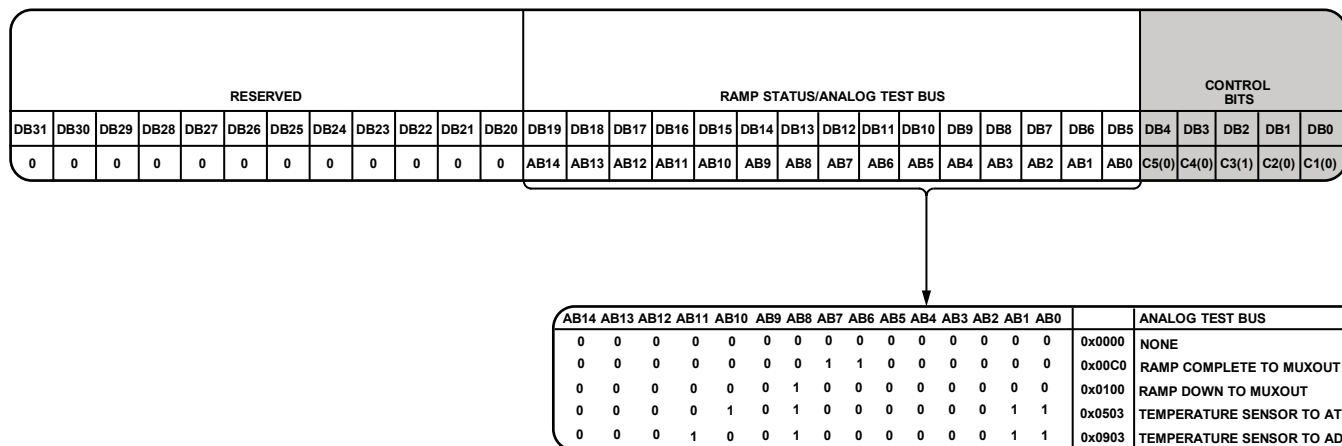 RESERVED RAMP STATUS/ANALOG TEST BUS CONTROL
BITS
DB31 DB30 DB29 DB28 DB27 DB26 DB25 DB24 DB23 DB22 DB21 DB20 DB19 DB18 DB17 DB16 DB15 DB14 DB13 DB12 DB11 DB10 DB9 DB8 DB7 DB6 DB5 DB4 DB3 DB2 DB1 DB0
0 0 0 0 0 0 0 0 0 0 0 0 AB14 AB13 AB12 AB11 AB10 AB9 AB8 AB7 AB6 AB5 AB4 AB3 AB2 AB1 AB0 C5(0) C4(0) C3(1) C2(0) C1(0)
AB14 AB13 AB12 AB11 AB10 AB9 AB8 AB7 AB6 AB5 AB4 AB3 AB2 AB1 AB0 ANALOG TEST BUS
0 0 0 0 0 0 0 0 0 0 0 0 0 0 0 0x0000 NONE
0 0 0 0 0 0 0 1 1 0 0 0 0 0 0 0x00C0 RAMP COMPLETE TO MUXOUT
0 0 0 0 0 0 1 0 0 0 0 0 0 0 0 0x0100 RAMP DOWN TO MUXOUT
0 0 0 0 1 0 1 0 0 0 0 0 0 1 1 0x0503 TEMPERATURE SENSOR TO AT
0 0 0 1 0 0 1 0 0 0 0 0 0 1 1 0x0903 TEMPERATURE SENSOR TO AD